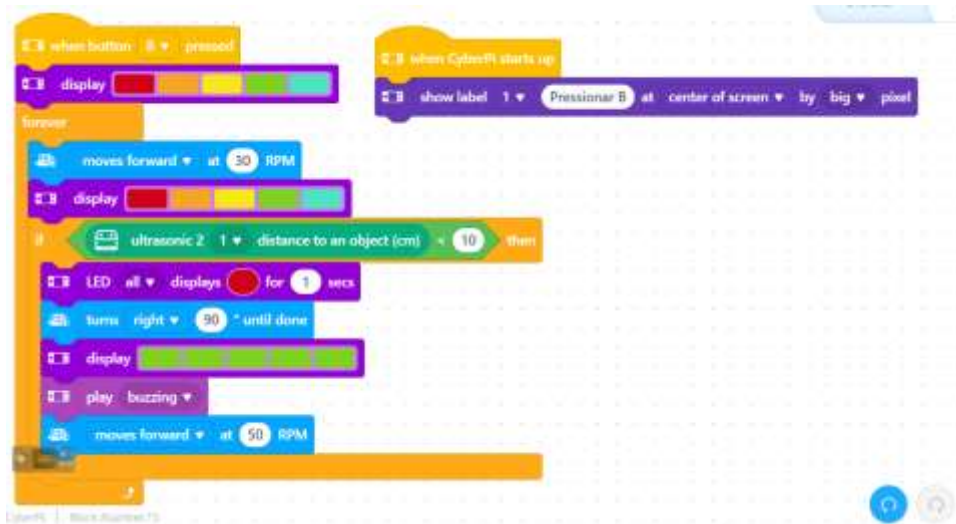 when button B pressed
display
forever
moves forward at 30 RPM
display
if ultrasonic 2 1 distance to an object (cm) < 10 then
LED all displays for 1 secs
turns right 90 ° until done
display
play buzzing
moves forward at 50 RPM
when CyberPi starts up
show label 1 Pressionar B at center of screen by big pixel